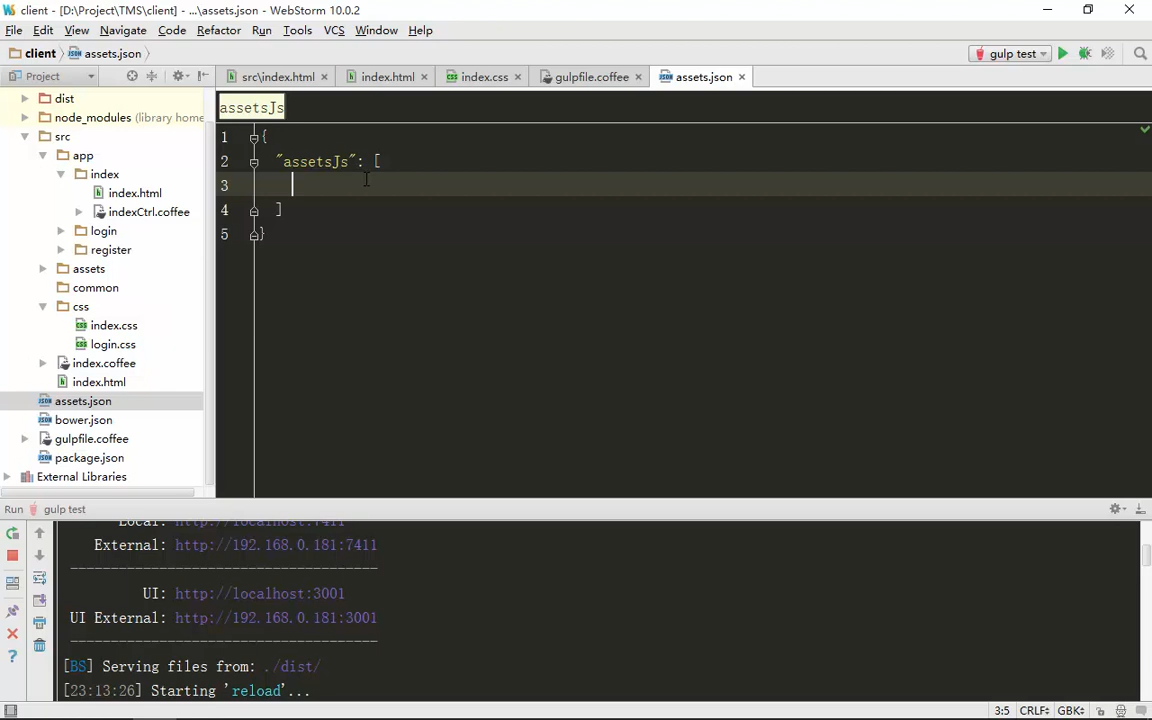 client - [D:\Project\TMS\client] - ...\assets.json - WebStorm 10.0.2
File Edit View Navigate Code Refactor Run Tools VCS Window Help
client assets.json gulp test
Project src\index.html index.html index.css gulpfile.coffee assets.json
dist
node_modules (library home
src
app
index
index.html
indexCtrl.coffee
login
register
assets
common
css
index.css
login.css
index.coffee
index.html
assets.json
bower.json
gulpfile.coffee
package.json
External Libraries
assetsJs
1 {
2 "assetsJs": [
3
4 ]
5 }
Run gulp test
Local: http://localhost:7411
External: http://192.168.0.181:7411
--------------------------------------
UI: http://localhost:3001
UI External: http://192.168.0.181:3001
--------------------------------------
[BS] Serving files from: ./dist/
[23:13:26] Starting 'reload'...
3:5 CRLF GBK